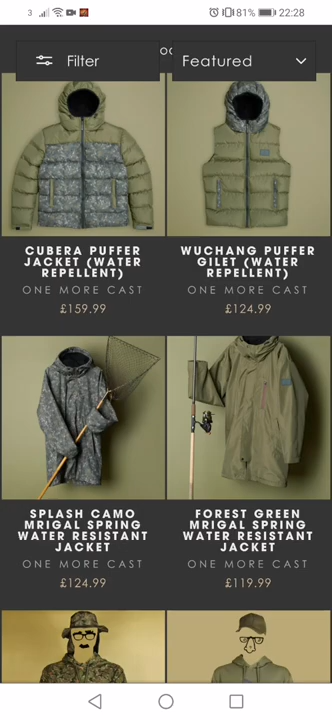 3
81%
22:28
Filter
Featured
CUBERA PUFFER
JACKET (WATER
REPELLENT)
ONE MORE CAST
£159.99
WUCHANG PUFFER
GILET (WATER
REPELLENT)
ONE MORE CAST
£124.99
SPLASH CAMO
MRIGAL SPRING
WATER RESISTANT
JACKET
ONE MORE CAST
£124.99
FOREST GREEN
MRIGAL SPRING
WATER RESISTANT
JACKET
ONE MORE CAST
£119.99